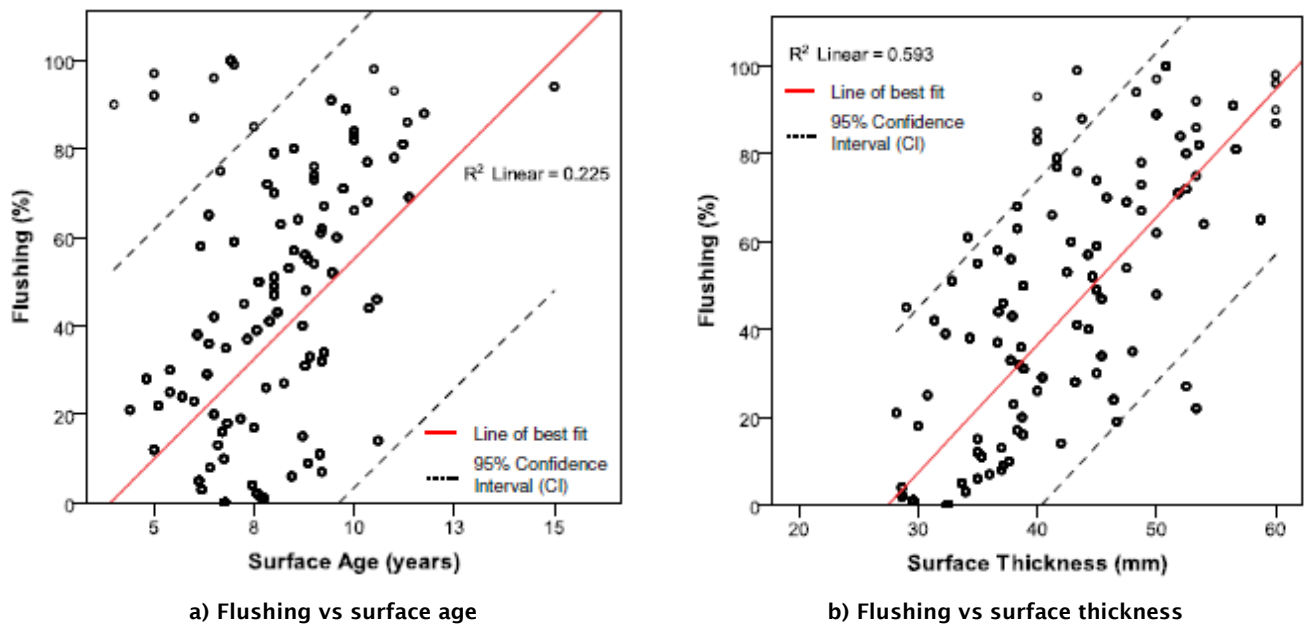 100
80
60
40
20
0
Flushing (%)
R² Linear = 0.225
Line of best fit
95% Confidence
Interval (CI)
5
8
10
13
15
Surface Age (years)
a) Flushing vs surface age
100
80
60
40
20
0
Flushing (%)
R² Linear = 0.593
Line of best fit
95% Confidence
Interval (CI)
20
30
40
50
60
Surface Thickness (mm)
b) Flushing vs surface thickness